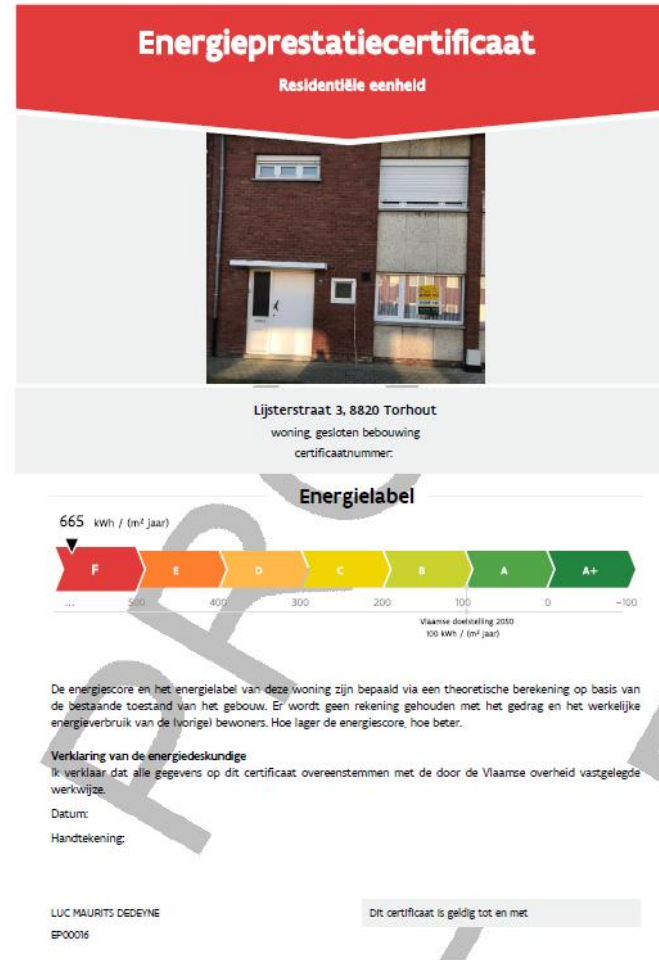 Energieprestatiecertificaat
Residentiële eenheid
Lijsterstraat 3, 8820 Torhout
woning, gesloten bebouwing
certificaatnummer:
Energielabel
665 kWh / (m² jaar)
F E D C B A A+
... 500 400 300 200 100 0 -100
Vlaamse doelstelling 2050
100 kWh / (m² jaar)
De energiescore en het energielabel van deze woning zijn bepaald via een theoretische berekening op basis van
de bestaande toestand van het gebouw. Er wordt geen rekening gehouden met het gedrag en het werkelijke
energieverbruik van de (vorige) bewoners. Hoe lager de energiescore, hoe beter.
Verklaring van de energiedeskundige
Ik verklaar dat alle gegevens op dit certificaat overeenstemmen met de door de Vlaamse overheid vastgelegde
werkwijze.
Datum:
Handtekening:
LUC MAURITS DEDEYNE
EP00016
Dit certificaat is geldig tot en met